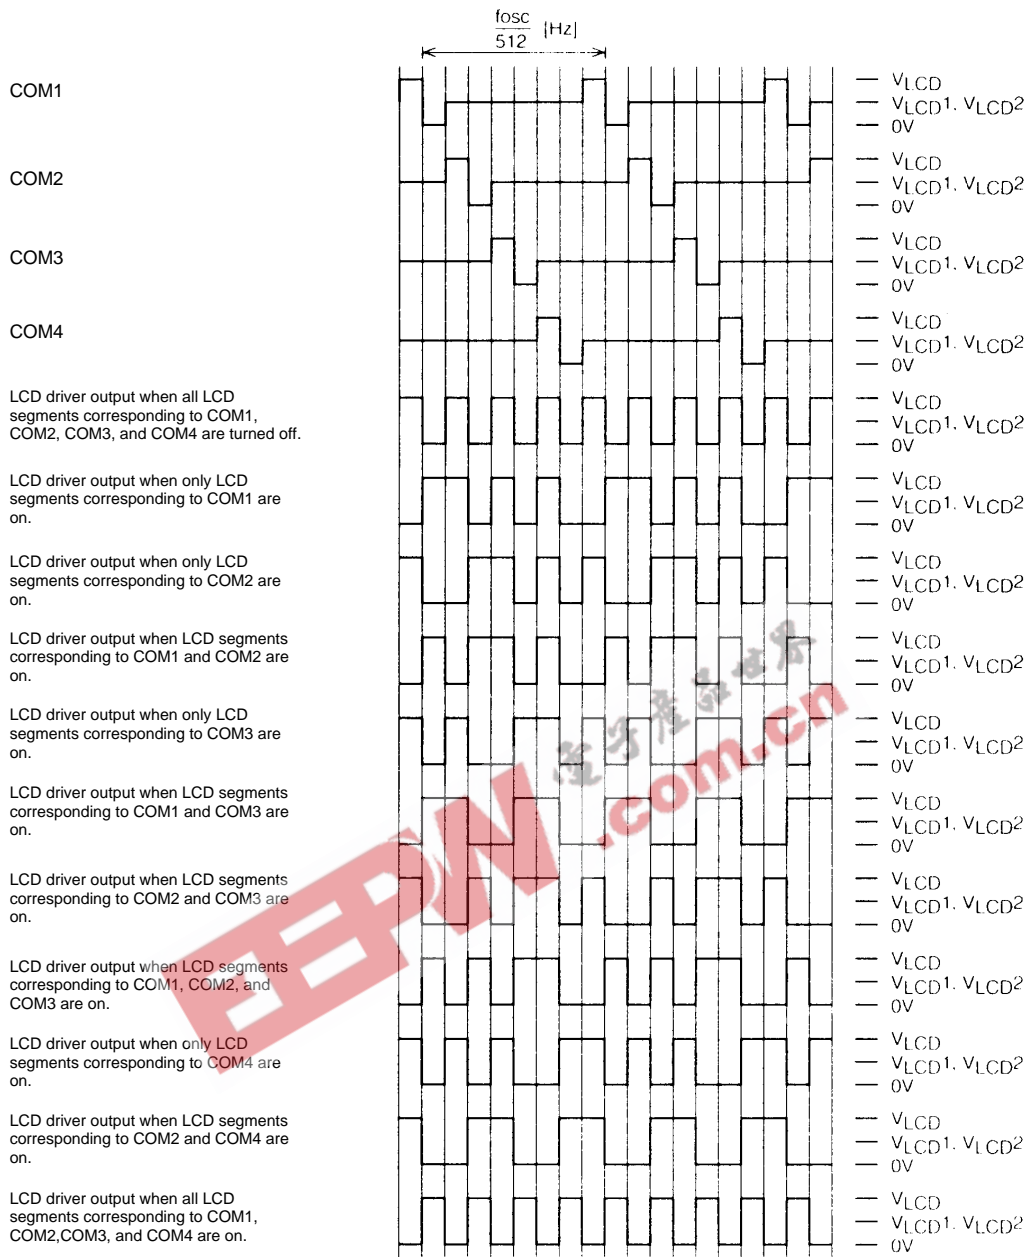 fosc
512
[Hz]
COM1
VLCD
VLCD1, VLCD2
0V
COM2
VLCD
VLCD1, VLCD2
0V
COM3
VLCD
VLCD1, VLCD2
0V
COM4
VLCD
VLCD1, VLCD2
0V
LCD driver output when all LCD
segments corresponding to COM1,
COM2, COM3, and COM4 are turned off.
VLCD
VLCD1, VLCD2
0V
LCD driver output when only LCD
segments corresponding to COM1 are
on.
VLCD
VLCD1, VLCD2
0V
LCD driver output when only LCD
segments corresponding to COM2 are
on.
VLCD
VLCD1, VLCD2
0V
LCD driver output when LCD segments
corresponding to COM1 and COM2 are
on.
VLCD
VLCD1, VLCD2
0V
LCD driver output when only LCD
segments corresponding to COM3 are
on.
VLCD
VLCD1, VLCD2
0V
LCD driver output when LCD segments
corresponding to COM1 and COM3 are
on.
VLCD
VLCD1, VLCD2
0V
LCD driver output when LCD segments
corresponding to COM2 and COM3 are
on.
VLCD
VLCD1, VLCD2
0V
LCD driver output when LCD segments
corresponding to COM1, COM2, and
COM3 are on.
VLCD
VLCD1, VLCD2
0V
LCD driver output when only LCD
segments corresponding to COM4 are
on.
VLCD
VLCD1, VLCD2
0V
LCD driver output when LCD segments
corresponding to COM2 and COM4 are
on.
VLCD
VLCD1, VLCD2
0V
LCD driver output when all LCD
segments corresponding to COM1,
COM2,COM3, and COM4 are on.
VLCD
VLCD1, VLCD2
0V
EEPW
電子產品世界
.com.cn